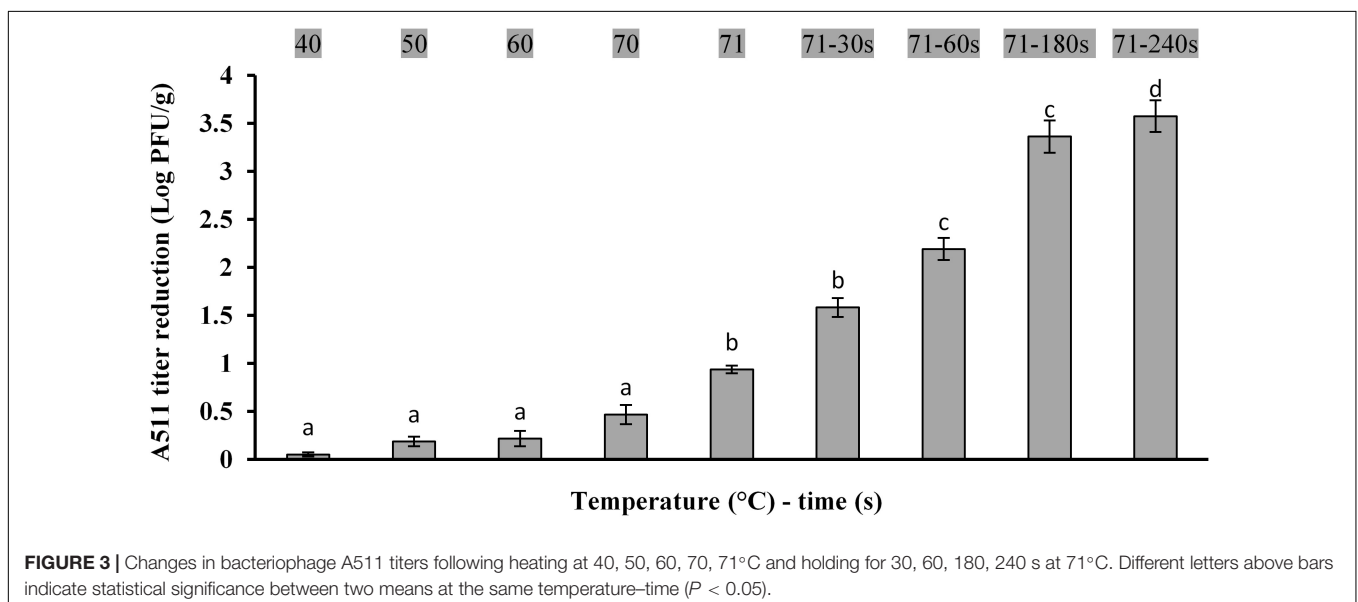 40 50 60 70 71 71-30s 71-60s 71-180s 71-240s
A511 titer reduction (Log PFU/g)
4
3.5
3
2.5
2
1.5
1
0.5
0
a a a a b b c c d
Temperature (°C) - time (s)
FIGURE 3 | Changes in bacteriophage A511 titers following heating at 40, 50, 60, 70, 71°C and holding for 30, 60, 180, 240 s at 71°C. Different letters above bars
indicate statistical significance between two means at the same temperature–time (P < 0.05).